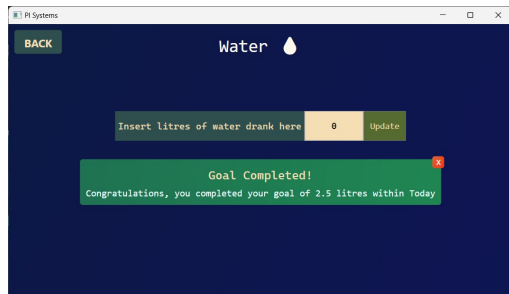 PI Systems
BACK
Water
Insert litres of water drank here 0 Update
X
Goal Completed!
Congratulations, you completed your goal of 2.5 litres within Today